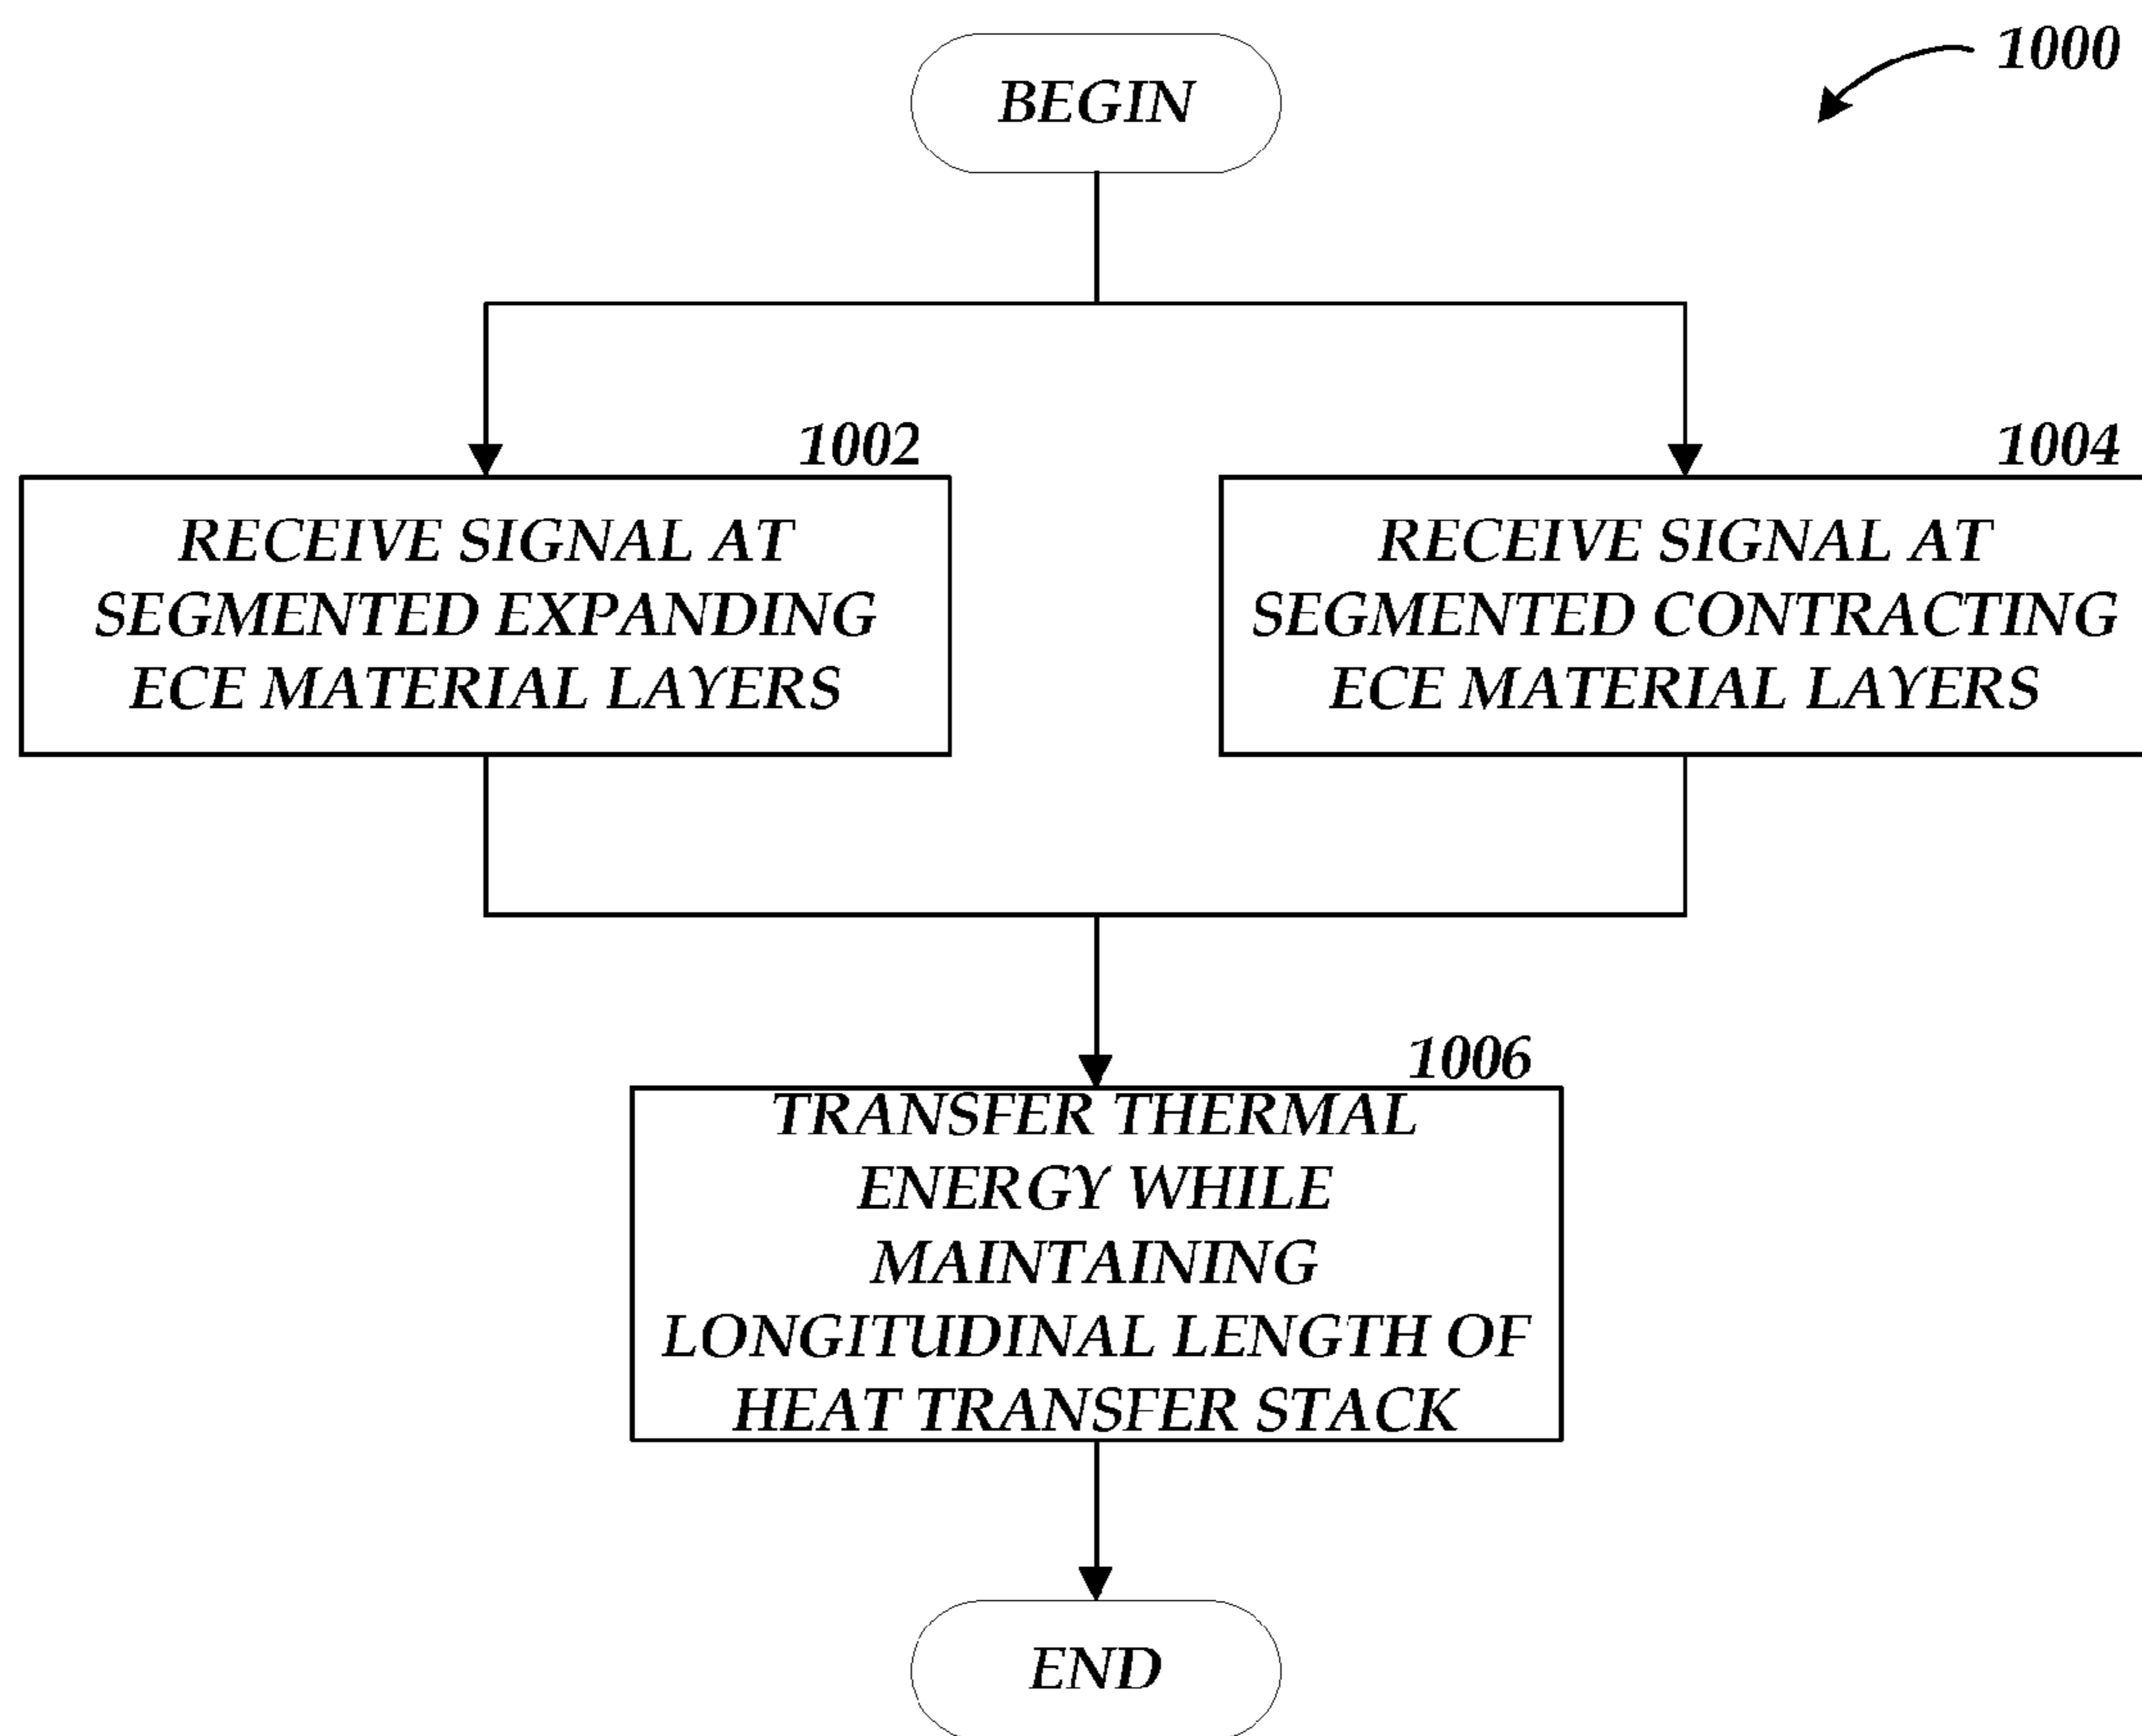 1000
BEGIN
1002
RECEIVE SIGNAL AT
SEGMENTED EXPANDING
ECE MATERIAL LAYERS
1004
RECEIVE SIGNAL AT
SEGMENTED CONTRACTING
ECE MATERIAL LAYERS
1006
TRANSFER THERMAL
ENERGY WHILE
MAINTAINING
LONGITUDINAL LENGTH OF
HEAT TRANSFER STACK
END